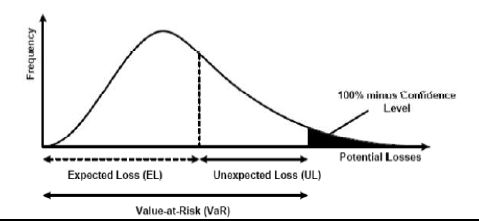 Frequency
100% minus Confidence
Level
Potential Losses
Expected Loss (EL)
Unexpected Loss (UL)
Value-at-Risk (VaR)